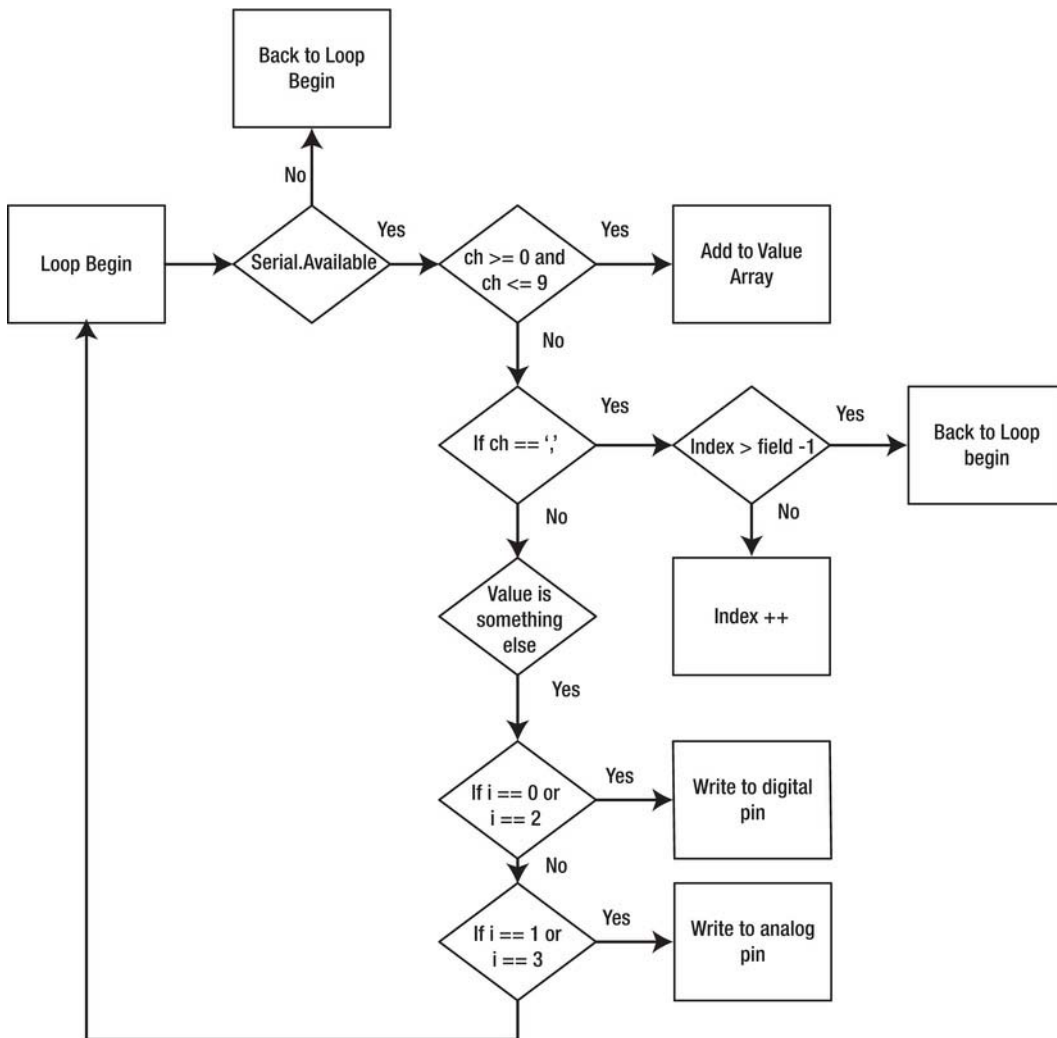 Back to Loop
Begin
No
Loop Begin
Serial.Available
Yes
ch >= 0 and
ch <= 9
Yes
Add to Value
Array
No
If ch == ‘,’
Yes
Index > field -1
Yes
Back to Loop
begin
No
No
Index ++
Value is
something
else
Yes
If i == 0 or
i == 2
Yes
Write to digital
pin
No
If i == 1 or
i == 3
Yes
Write to analog
pin